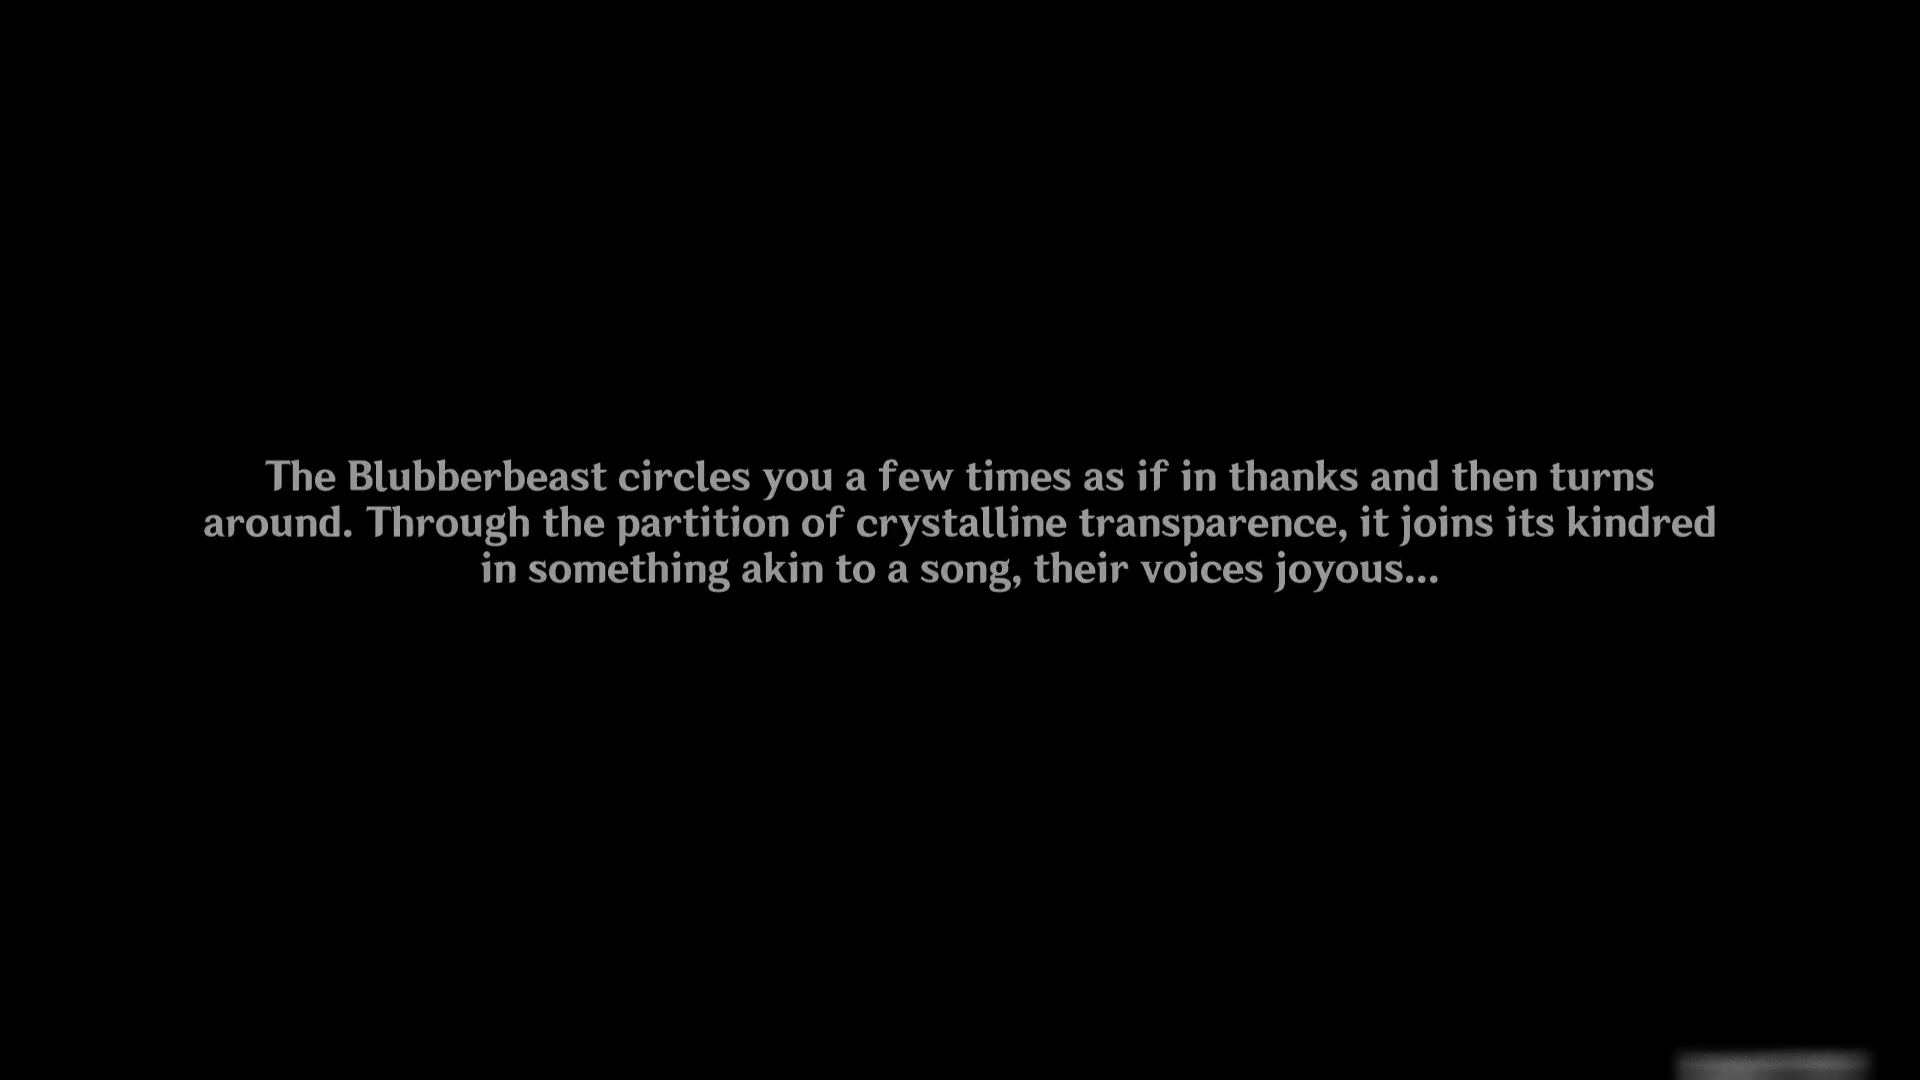 The Blubberbeast circles you a few times as if in thanks and then turns
around. Through the partition of crystalline transparence, it joins its kindred
in something akin to a song, their voices joyous...